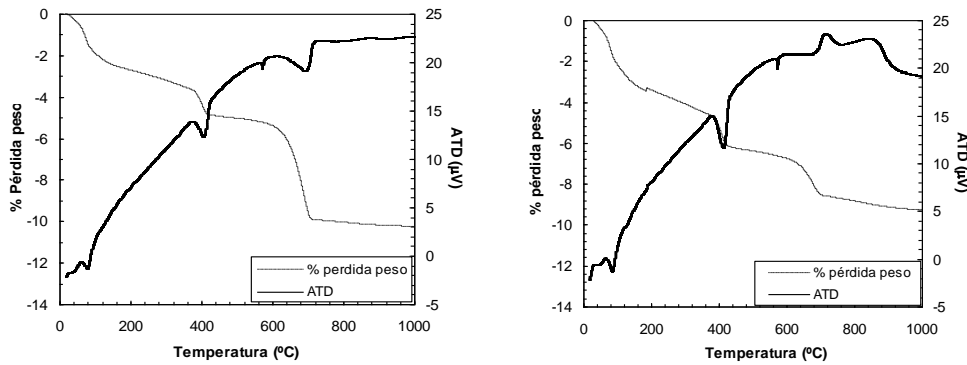 0
-2
-4
-6
-8
-10
-12
-14
% Pérdida peso
25
20
15
10
5
0
-5
ATD (µV)
% perdida peso
ATD
0 200 400 600 800 1000
Temperatura (ºC)
0
-2
-4
-6
-8
-10
-12
-14
% pérdida peso
25
20
15
10
5
0
-5
ATD (µV)
% pérdida peso
ATD
0 200 400 600 800 1000
Temperatura (ºC)